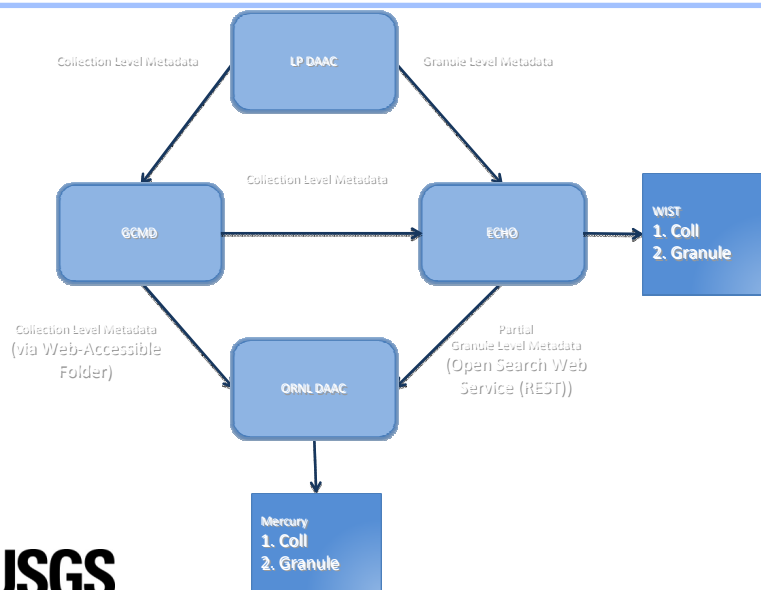 Collection Level Metadata
LP DAAC
Granule Level Metadata
Collection Level Metadata
GCMD
ECHO
WIST
1. Coll
2. Granule
Collection Level Metadata
(via Web-Accessible
Folder)
Partial
Granule Level Metadata
(Open Search Web
Service (REST))
ORNL DAAC
Mercury
1. Coll
2. Granule
USGS